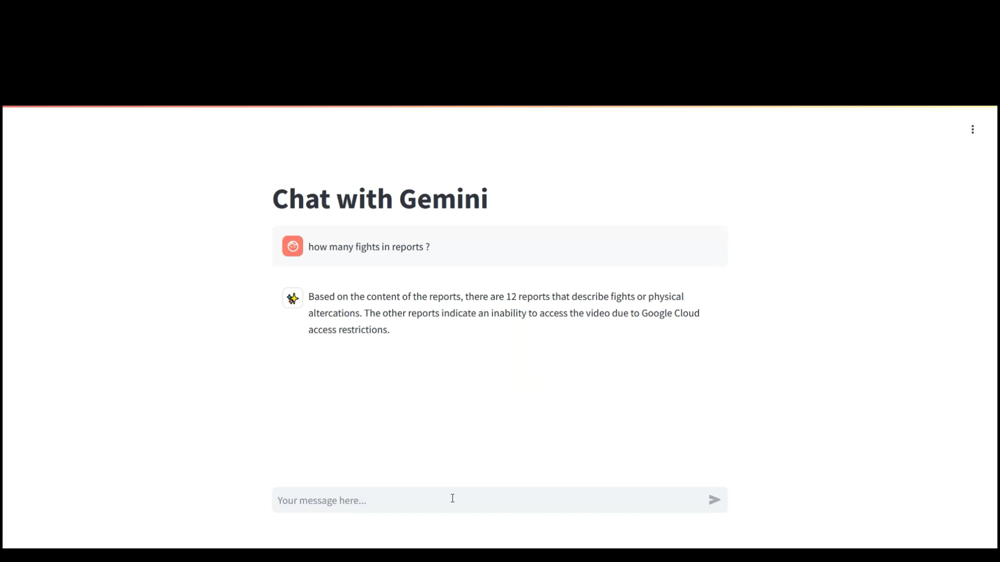 Chat with Gemini
how many fights in reports ?
Based on the content of the reports, there are 12 reports that describe fights or physical
altercations. The other reports indicate an inability to access the video due to Google Cloud
access restrictions.
Your message here...